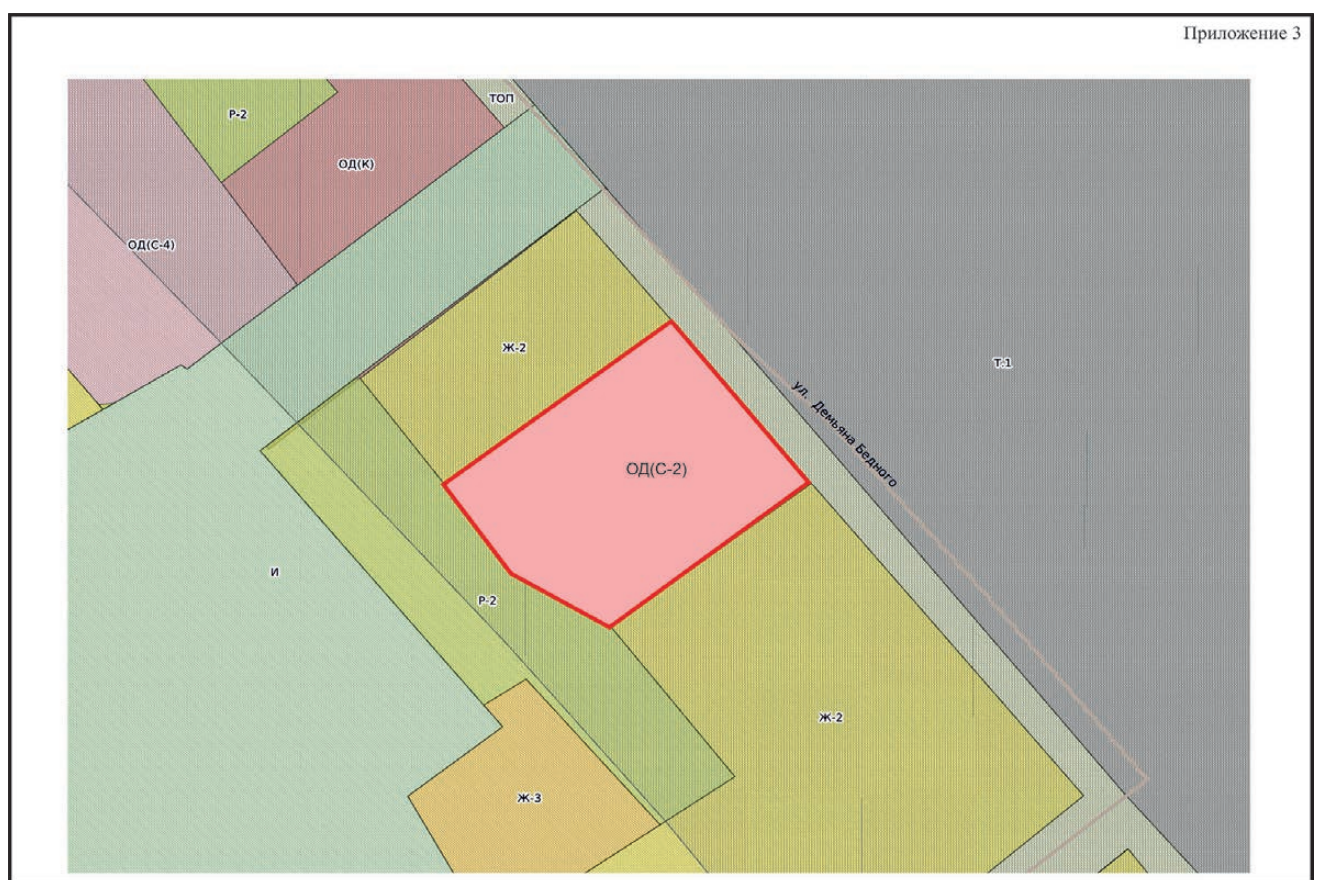 Приложение 3
ТОП
Р-2
ОД(К)
ОД(С-4)
Ж-2
Т-1
ул. Демьяна Бедного
ОД(С-2)
И
Р-2
Ж-2
Ж-3